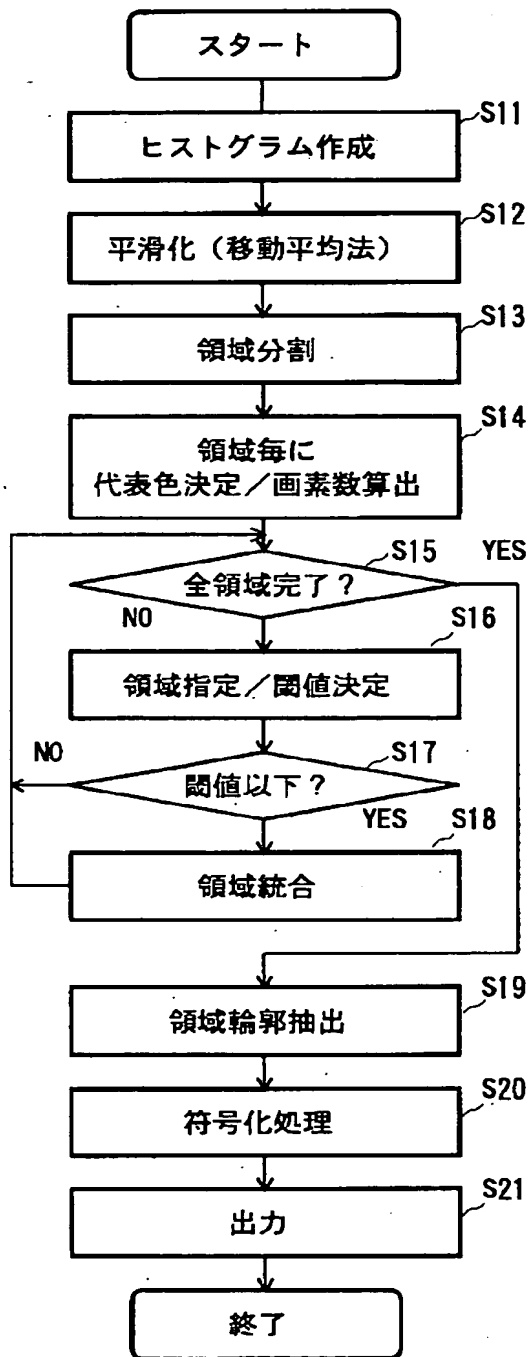 スタート
S11
ヒストグラム作成
S12
平滑化（移動平均法）
S13
領域分割
S14
領域毎に
代表色決定／画素数算出
S15
YES
全領域完了？
NO
S16
領域指定／閾値決定
NO
S17
閾値以下？
YES
S18
領域統合
S19
領域輪郭抽出
S20
符号化処理
S21
出力
終了